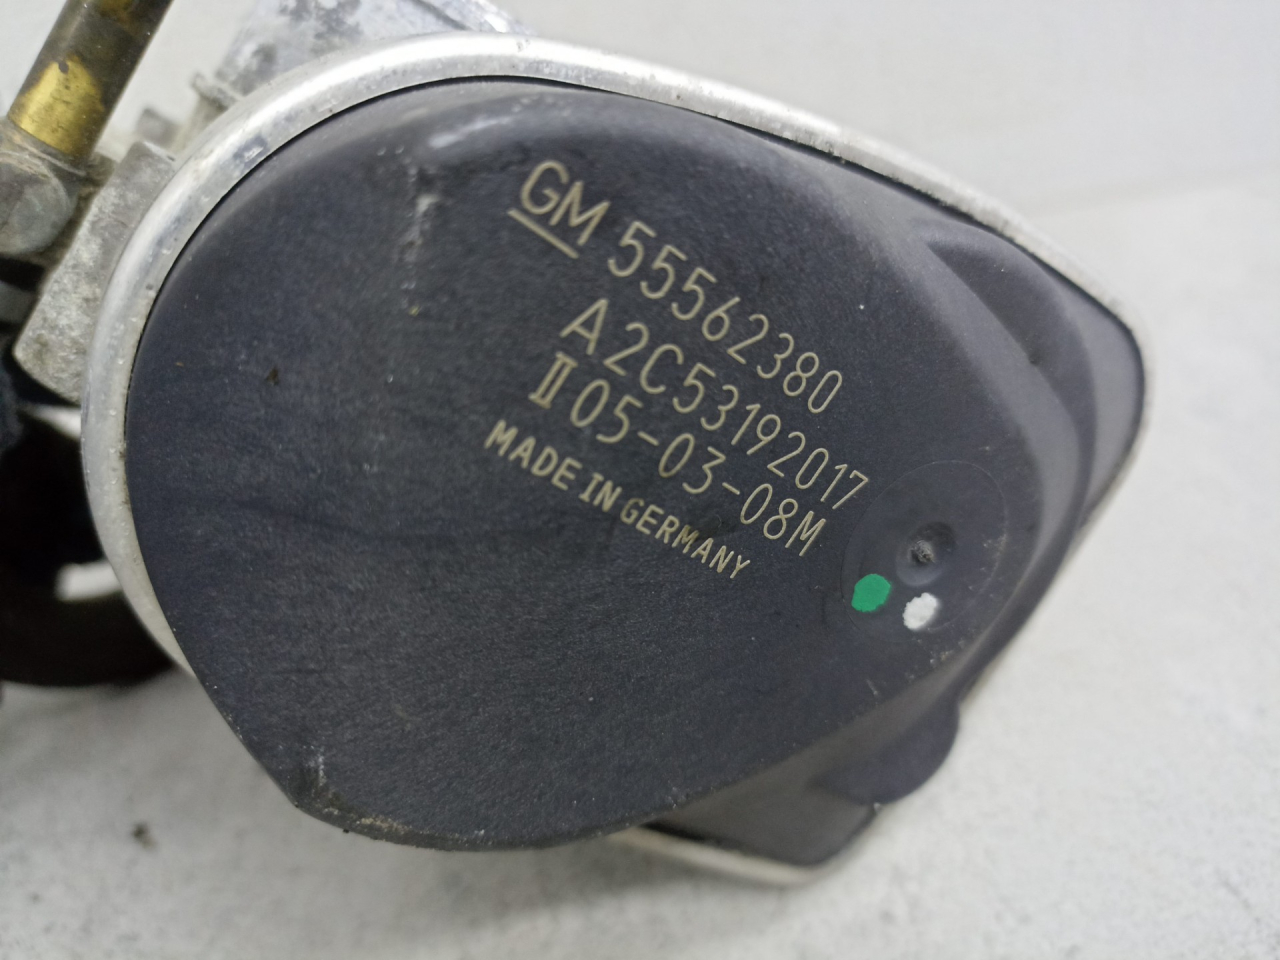 GM 55562380
A2C53192017
II 05-03-08M
MADE IN GERMANY